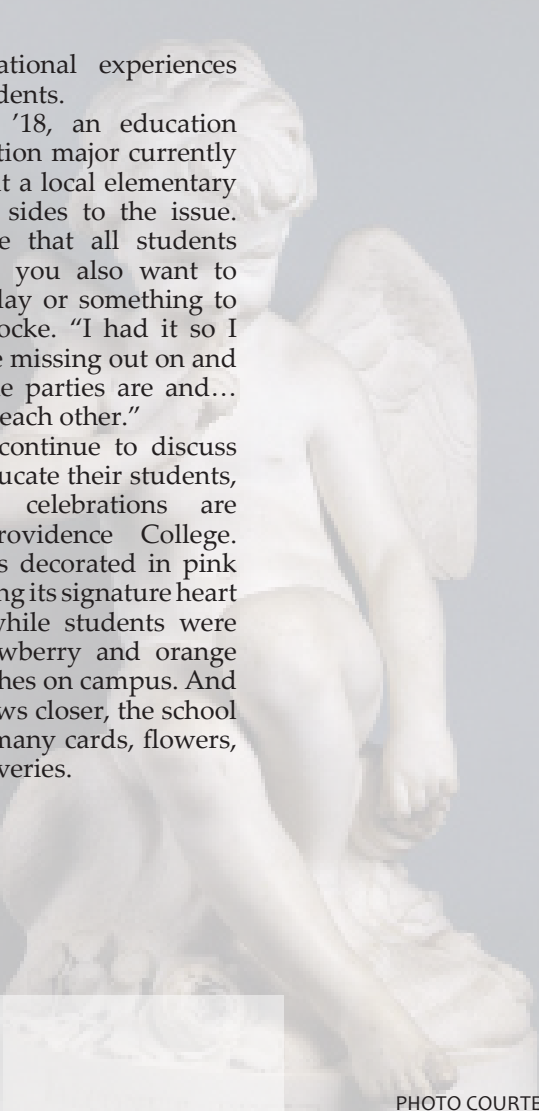 ational experiences
dents.
’18, an education
tion major currently
t a local elementary
sides to the issue.
e that all students
you also want to
lay or something to
ocke. “I had it so I
e missing out on and
e parties are and…
each other.”
continue to discuss
ucate their students,
celebrations are
rovidence College.
s decorated in pink
ng its signature heart
while students were
wberry and orange
hes on campus. And
ws closer, the school
many cards, flowers,
veries.
PHOTO COURTE